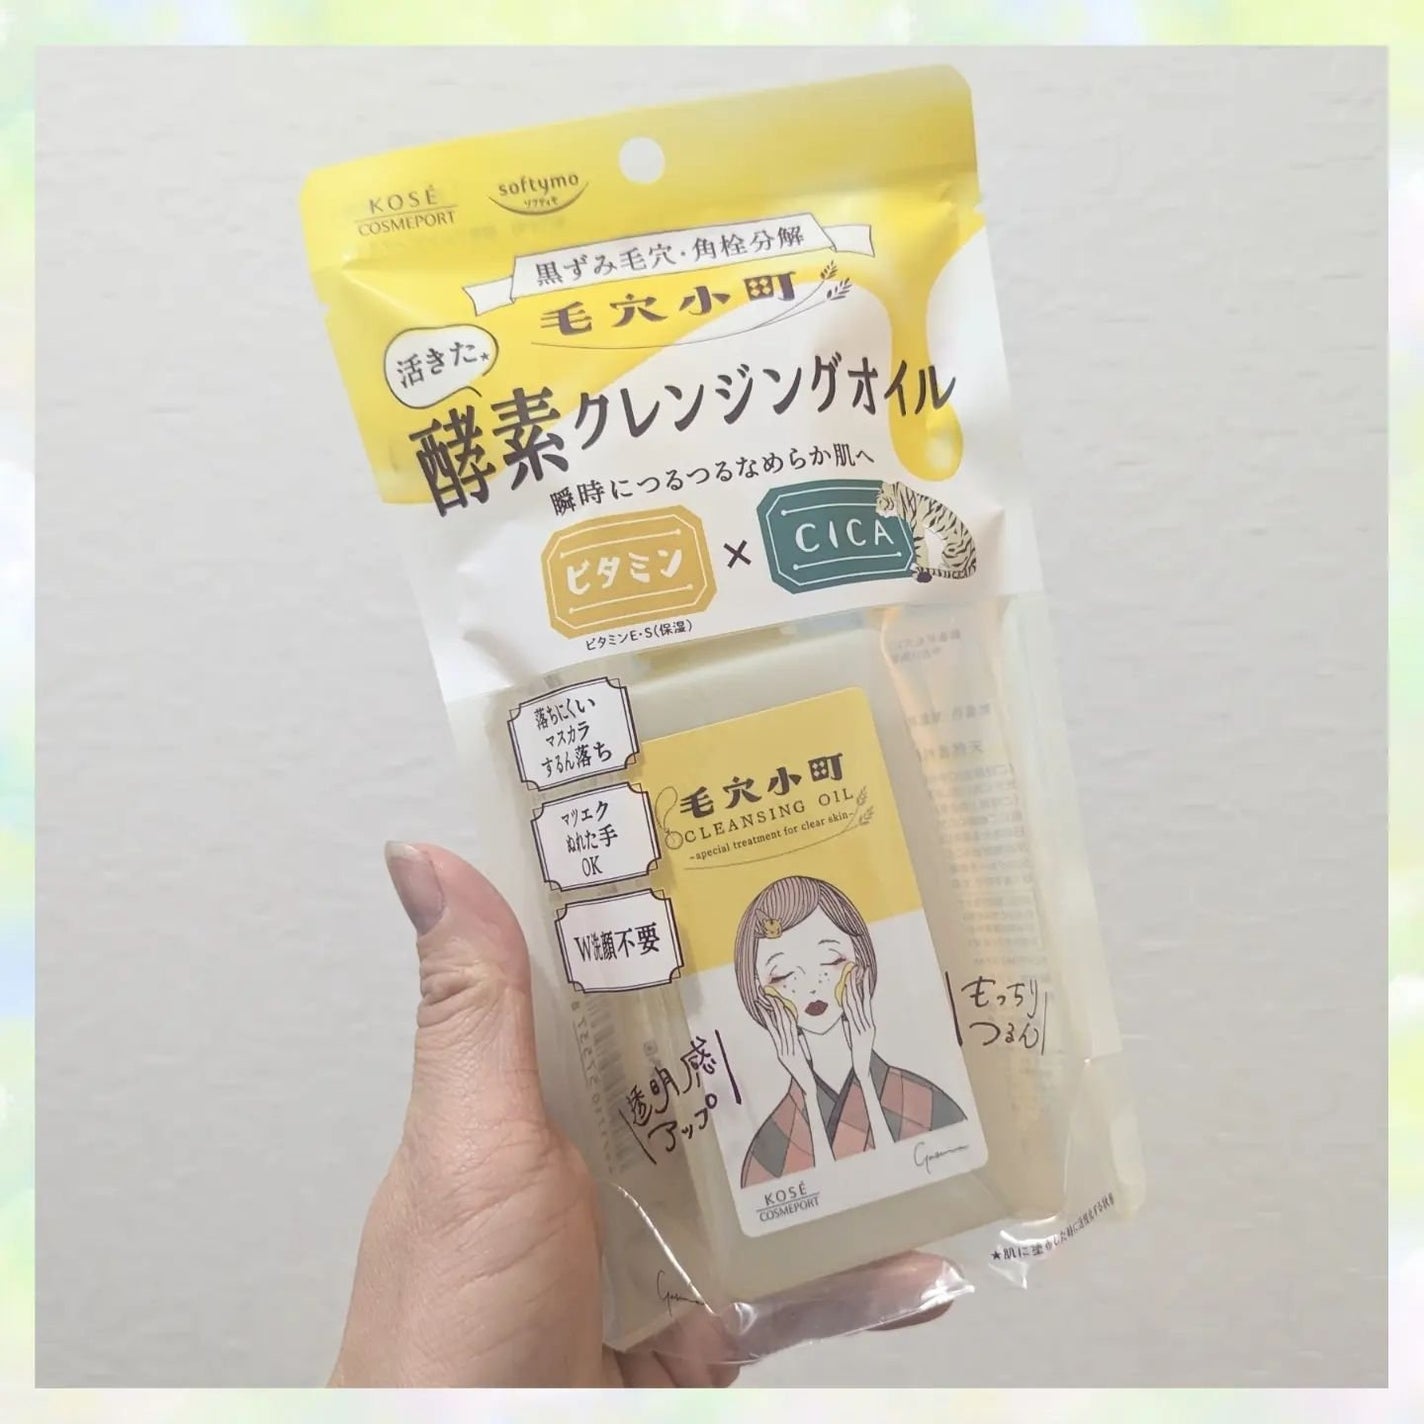 KOSÉ
COSMEPORT
softymo
ソフティモ
黒ずみ毛穴・角栓分解
毛穴小町
活きた★
酵素クレンジングオイル
瞬時につるつるなめらか肌へ
ビタミン × CICA
ビタミンE・S(保湿)
落ちにくい
マスカラ
するん落ち
マツエク
ぬれた手
OK
W洗顔不要
毛穴小町
CLEANSING OIL
~special treatment for clear skin~
透明感
アップ
もっちり
つるん
KOSÉ
COSMEPORT